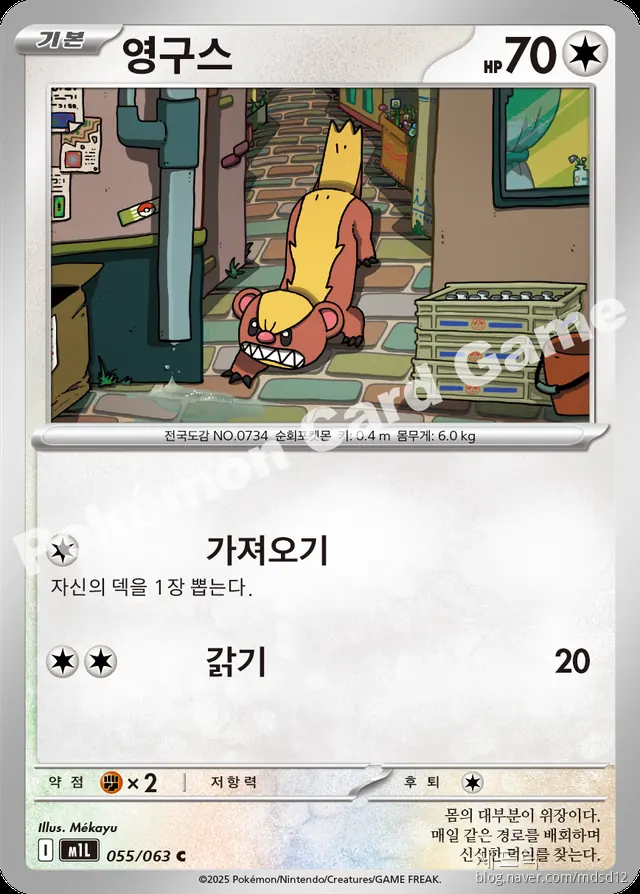 기본
영구스
HP 70
전국도감 NO.0734 순회포켓몬 키: 0.4 m 몸무게: 6.0 kg
Pokémon Card Game
가져오기
자신의 덱을 1장 뽑는다.
갉기 20
약점 ×2 저항력 후퇴
몸의 대부분이 위장이다.
매일 같은 경로를 배회하며
신선한 먹이를 찾는다.
Illus. Mékayu
I M1L 055/063 C
©2025 Pokémon/Nintendo/Creatures/GAME FREAK.
blog.naver.com/mdsd12